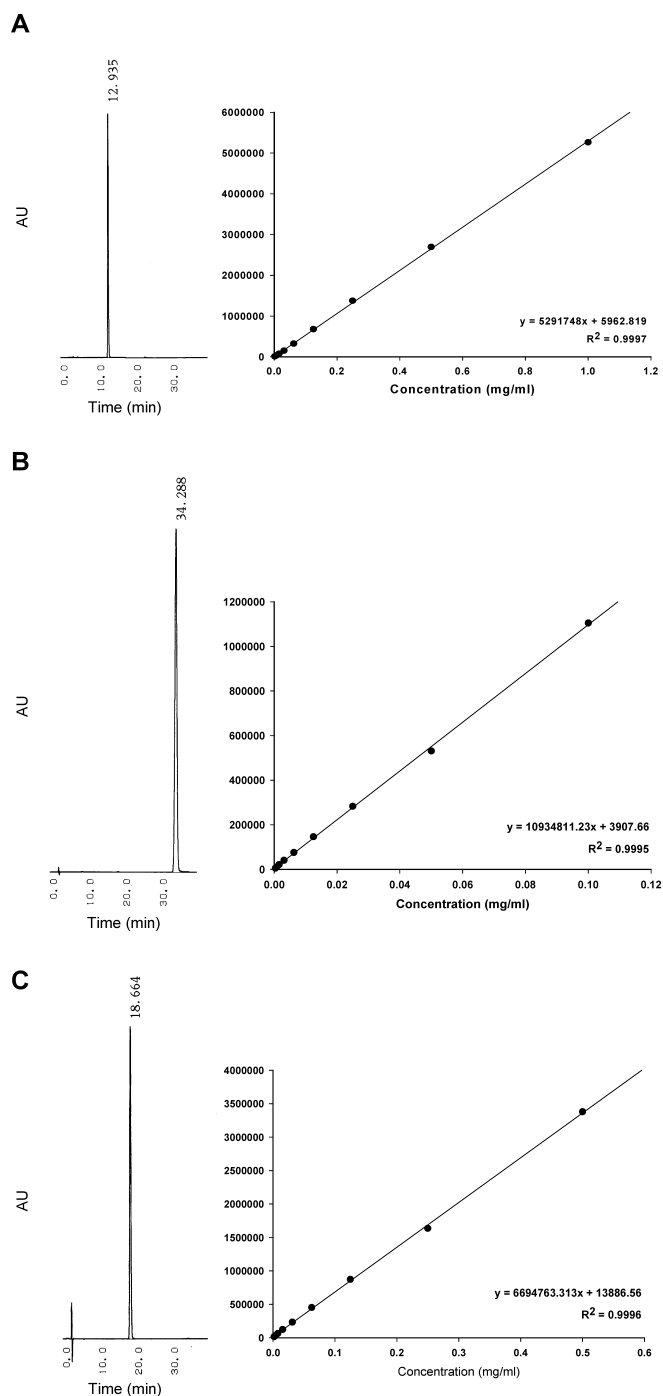 A
12.935
AU
6000000
5000000
4000000
3000000
2000000
1000000
0
y = 5291748x + 5962.819
R2 = 0.9997
0.0 0.2 0.4 0.6 0.8 1.0 1.2
Concentration (mg/ml)
0.0 10.0 20.0 30.0
Time (min)
B
34.288
AU
1200000
1000000
800000
600000
400000
200000
0
y = 10934811.23x + 3907.66
R2 = 0.9995
0.00 0.02 0.04 0.06 0.08 0.10 0.12
Concentration (mg/ml)
0.0 10.0 20.0 30.0
Time (min)
C
18.664
AU
4000000
3500000
3000000
2500000
2000000
1500000
1000000
500000
0
y = 6694763.313x + 13886.56
R2 = 0.9996
0.0 0.1 0.2 0.3 0.4 0.5 0.6
Concentration (mg/ml)
0.0 10.0 20.0 30.0
Time (min)